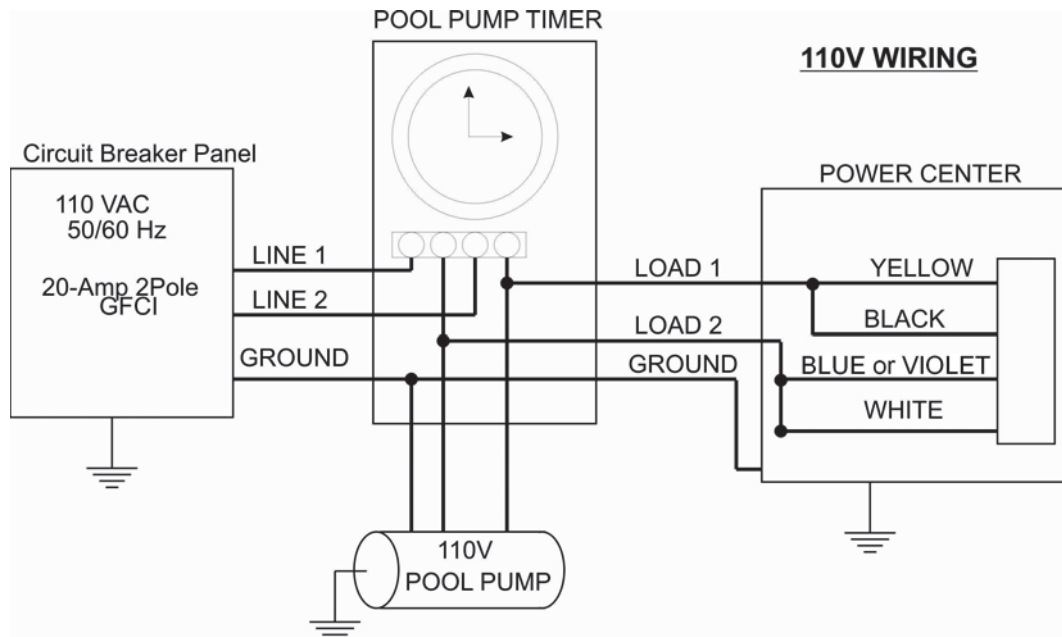 POOL PUMP TIMER
110V WIRING
Circuit Breaker Panel
110 VAC
50/60 Hz
20-Amp 2Pole
GFCI
LINE 1
LINE 2
GROUND
POWER CENTER
LOAD 1
LOAD 2
GROUND
YELLOW
BLACK
BLUE or VIOLET
WHITE
110V
POOL PUMP